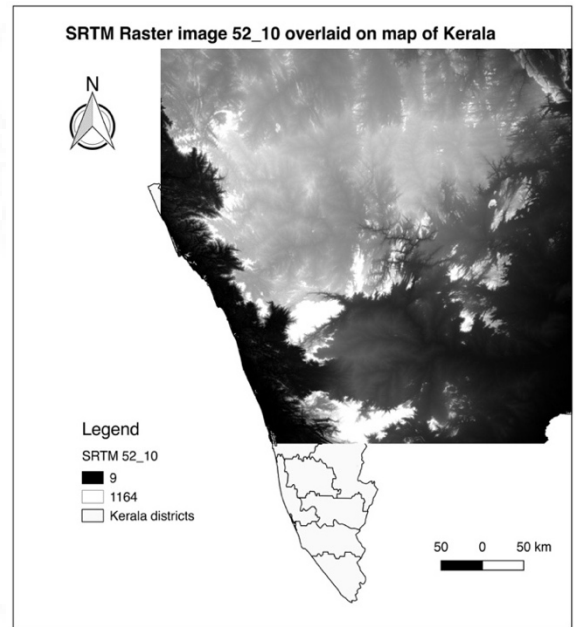 SRTM Raster image 52_10 overlaid on map of Kerala
N
Legend
SRTM 52_10
9
1164
Kerala districts
50 0 50 km